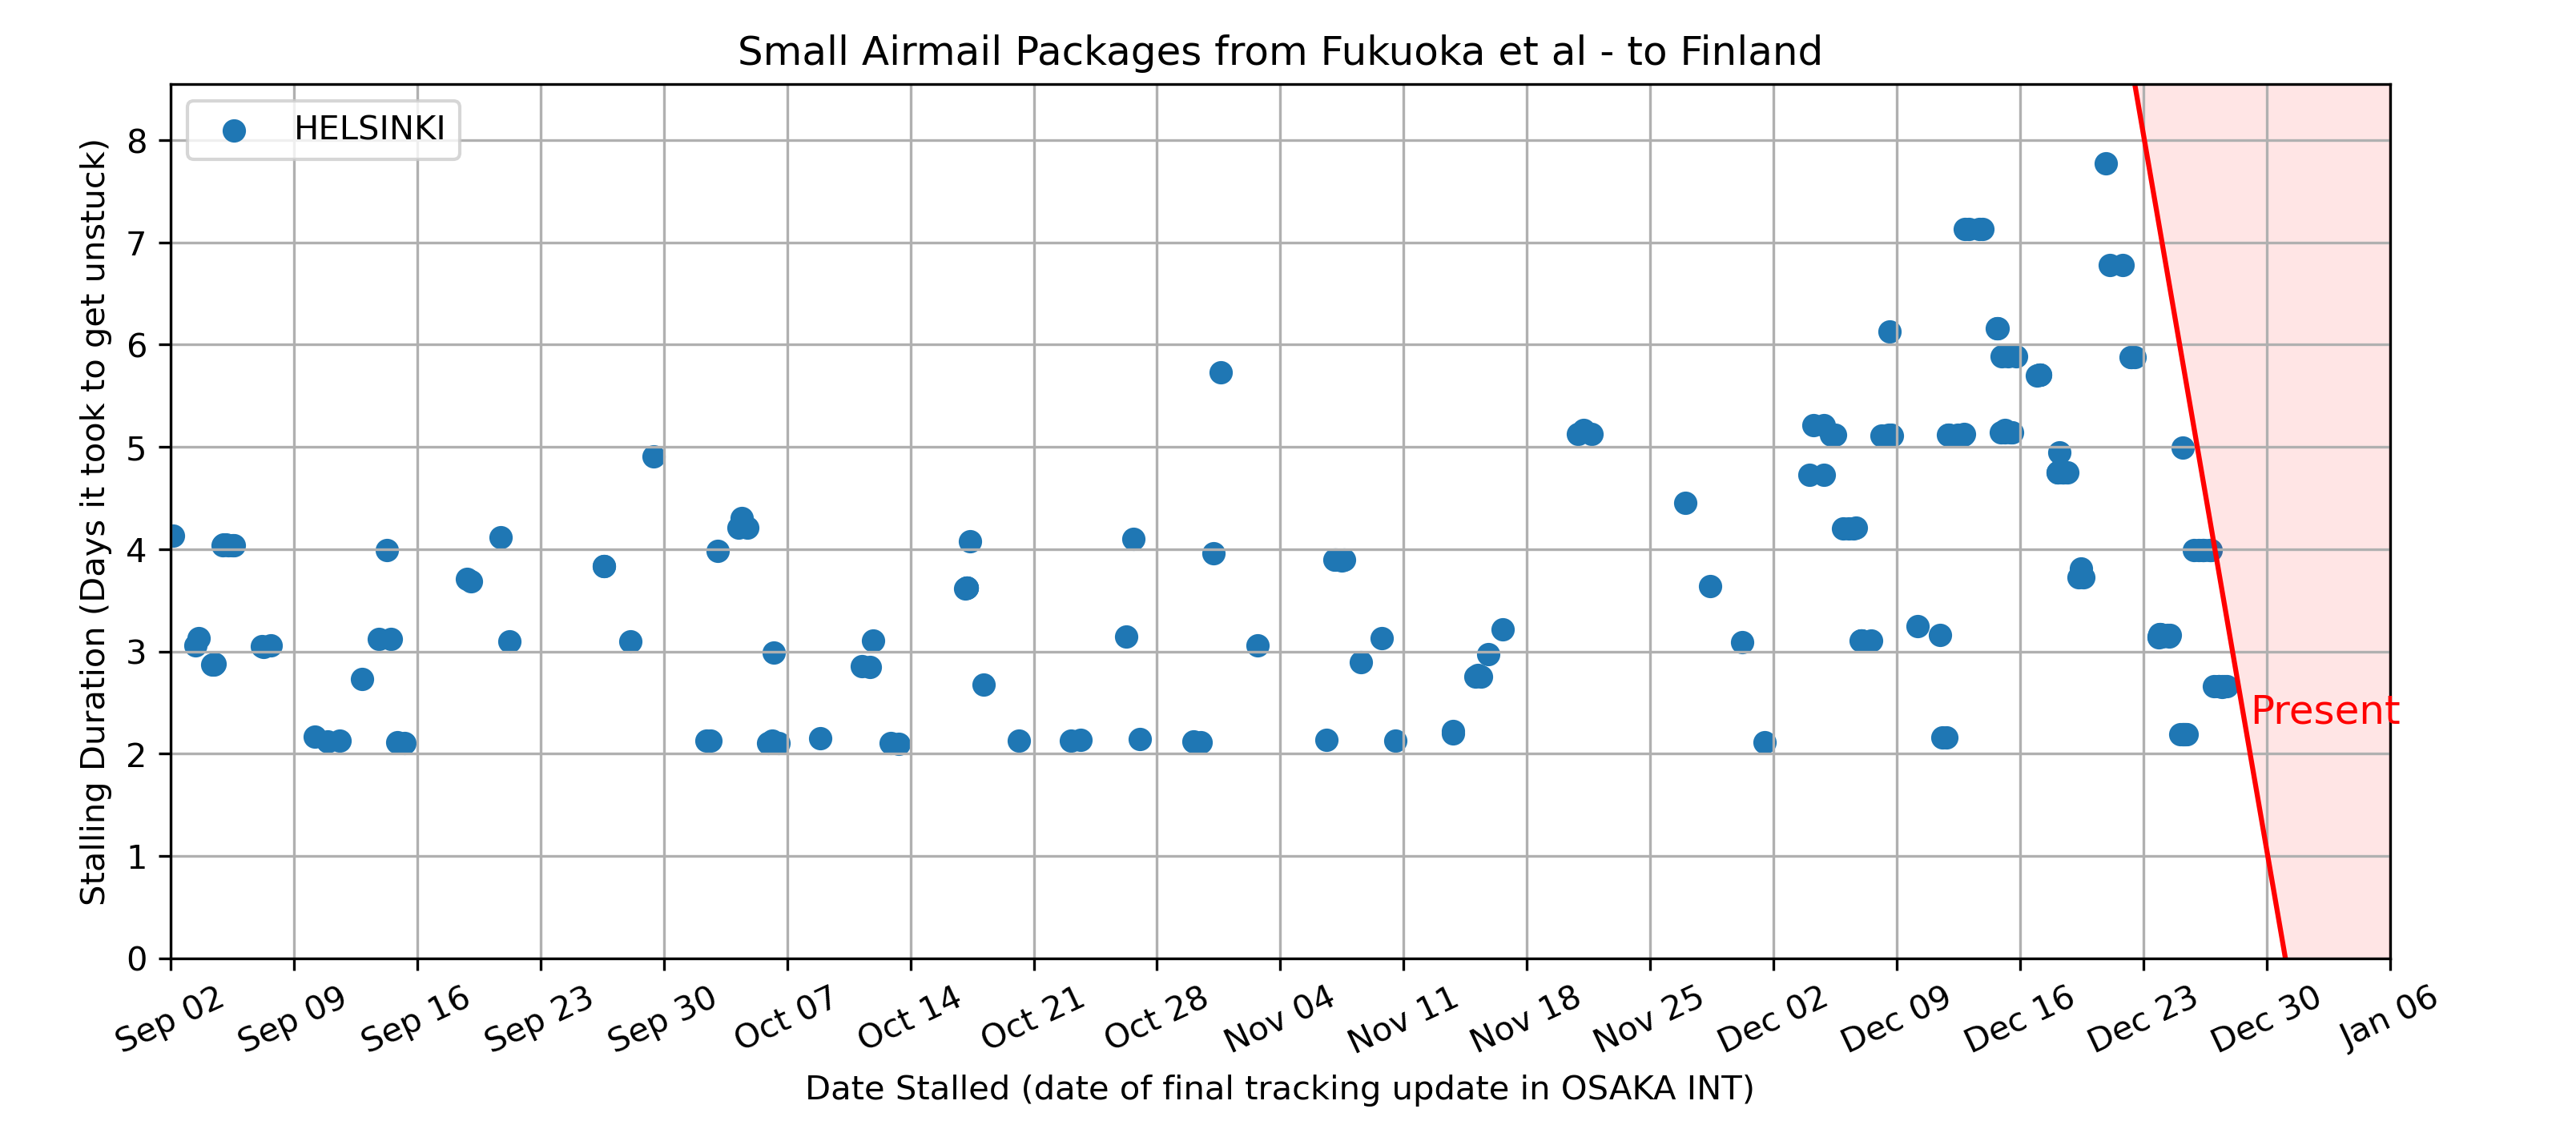 Small Airmail Packages from Fukuoka et al - to Finland
HELSINKI
Stalling Duration (Days it took to get unstuck)
8
7
6
5
4
3
2
1
0
Present
Sep 02
Sep 09
Sep 16
Sep 23
Sep 30
Oct 07
Oct 14
Oct 21
Oct 28
Nov 04
Nov 11
Nov 18
Nov 25
Dec 02
Dec 09
Dec 16
Dec 23
Dec 30
Jan 06
Date Stalled (date of final tracking update in OSAKA INT)